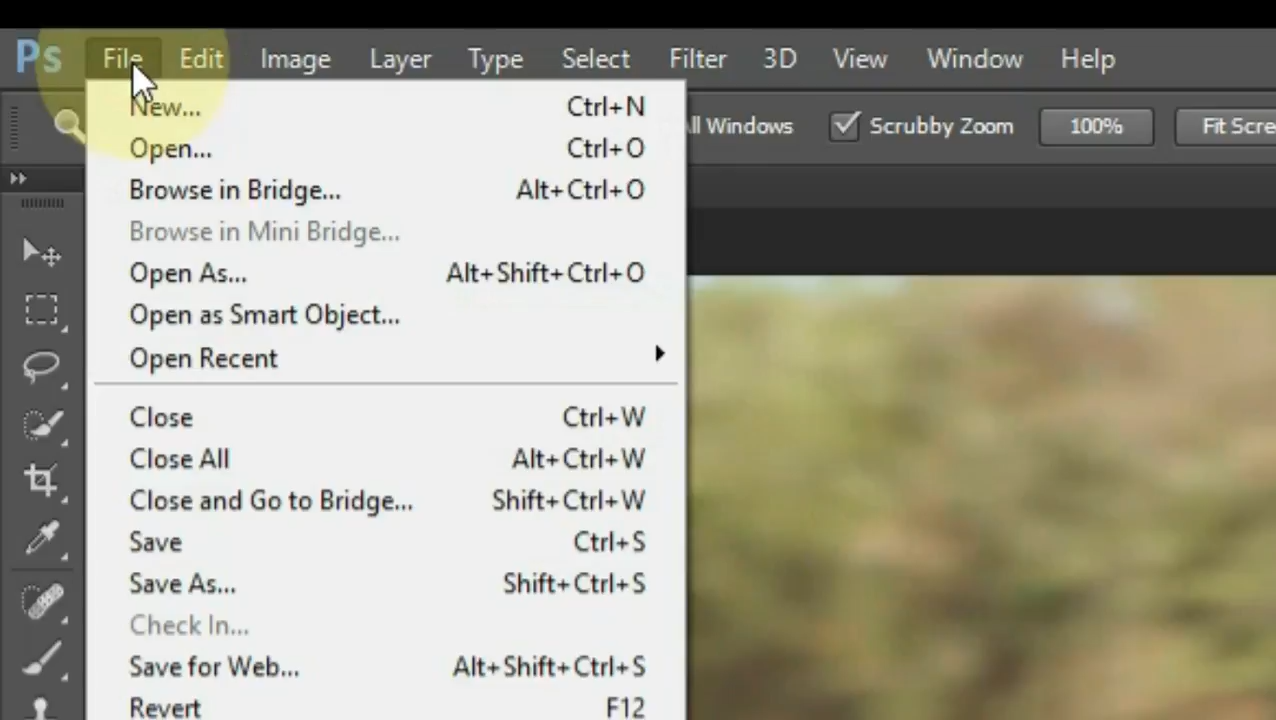 Ps File Edit Image Layer Type Select Filter 3D View Window Help
All Windows Scrubby Zoom 100% Fit
New... Ctrl+N
Open... Ctrl+O
Browse in Bridge... Alt+Ctrl+O
Browse in Mini Bridge...
Open As... Alt+Shift+Ctrl+O
Open as Smart Object...
Open Recent
Close Ctrl+W
Close All Alt+Ctrl+W
Close and Go to Bridge... Shift+Ctrl+W
Save Ctrl+S
Save As... Shift+Ctrl+S
Check In...
Save for Web... Alt+Shift+Ctrl+S
Revert F12